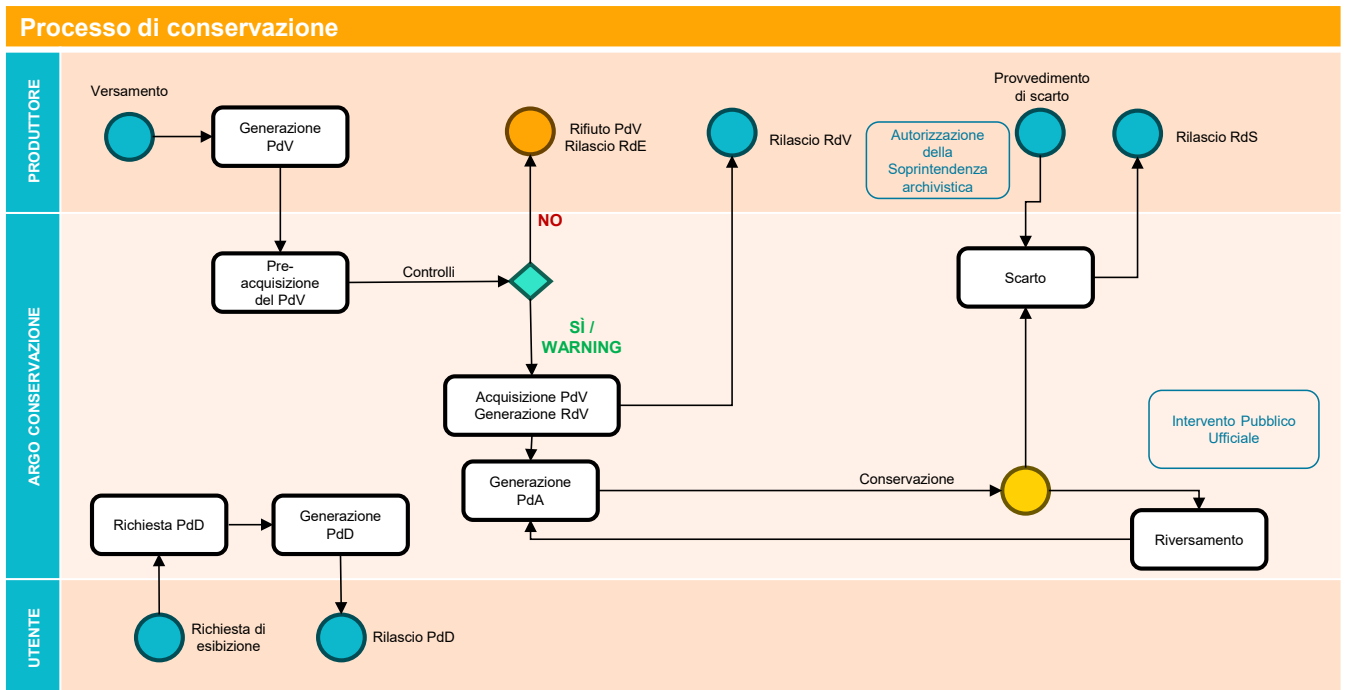 Processo di conservazione
PRODUTTORE
Versamento
Generazione
PdV
Rifiuto PdV
Rilascio RdE
Rilascio RdV
Autorizzazione
della
Soprintendenza
archivistica
Provvedimento
di scarto
Rilascio RdS
NO
ARGO CONSERVAZIONE
Pre-
acquisizione
del PdV
Controlli
Scarto
SÌ /
WARNING
Acquisizione PdV
Generazione RdV
Intervento Pubblico
Ufficiale
Generazione
PdA
Conservazione
Richiesta PdD
Generazione
PdD
Riversamento
UTENTE
Richiesta di
esibizione
Rilascio PdD